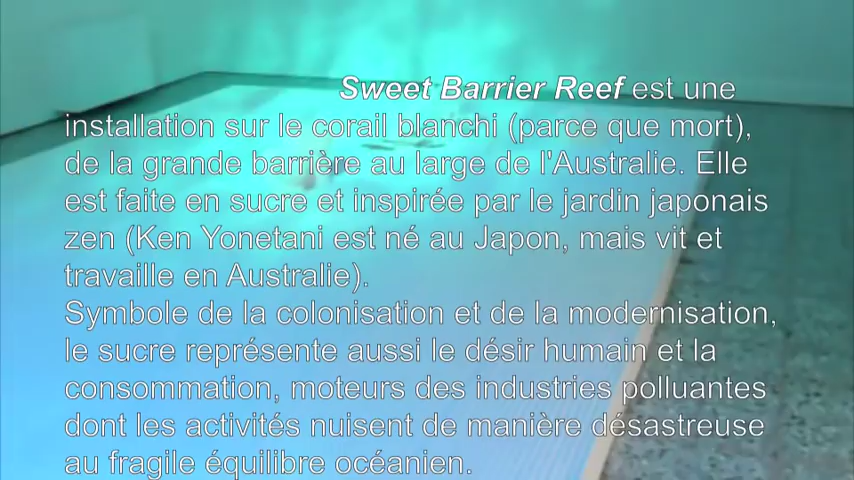 Sweet Barrier Reef est une
installation sur le corail blanchi (parce que mort),
de la grande barrière au large de l'Australie. Elle
est faite en sucre et inspirée par le jardin japonais
zen (Ken Yonetani est né au Japon, mais vit et
travaille en Australie).
Symbole de la colonisation et de la modernisation,
le sucre représente aussi le désir humain et la
consommation, moteurs des industries polluantes
dont les activités nuisent de manière désastreuse
au fragile équilibre océanien.